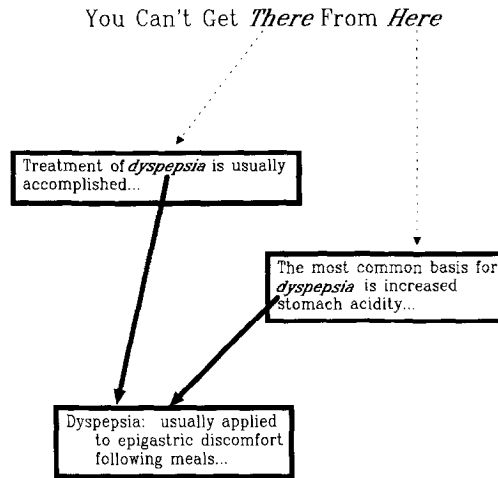 You Can't Get There From Here
Treatment of dyspepsia is usually
accomplished...
The most common basis for
dyspepsia is increased
stomach acidity...
Dyspepsia: usually applied
to epigastric discomfort
following meals...